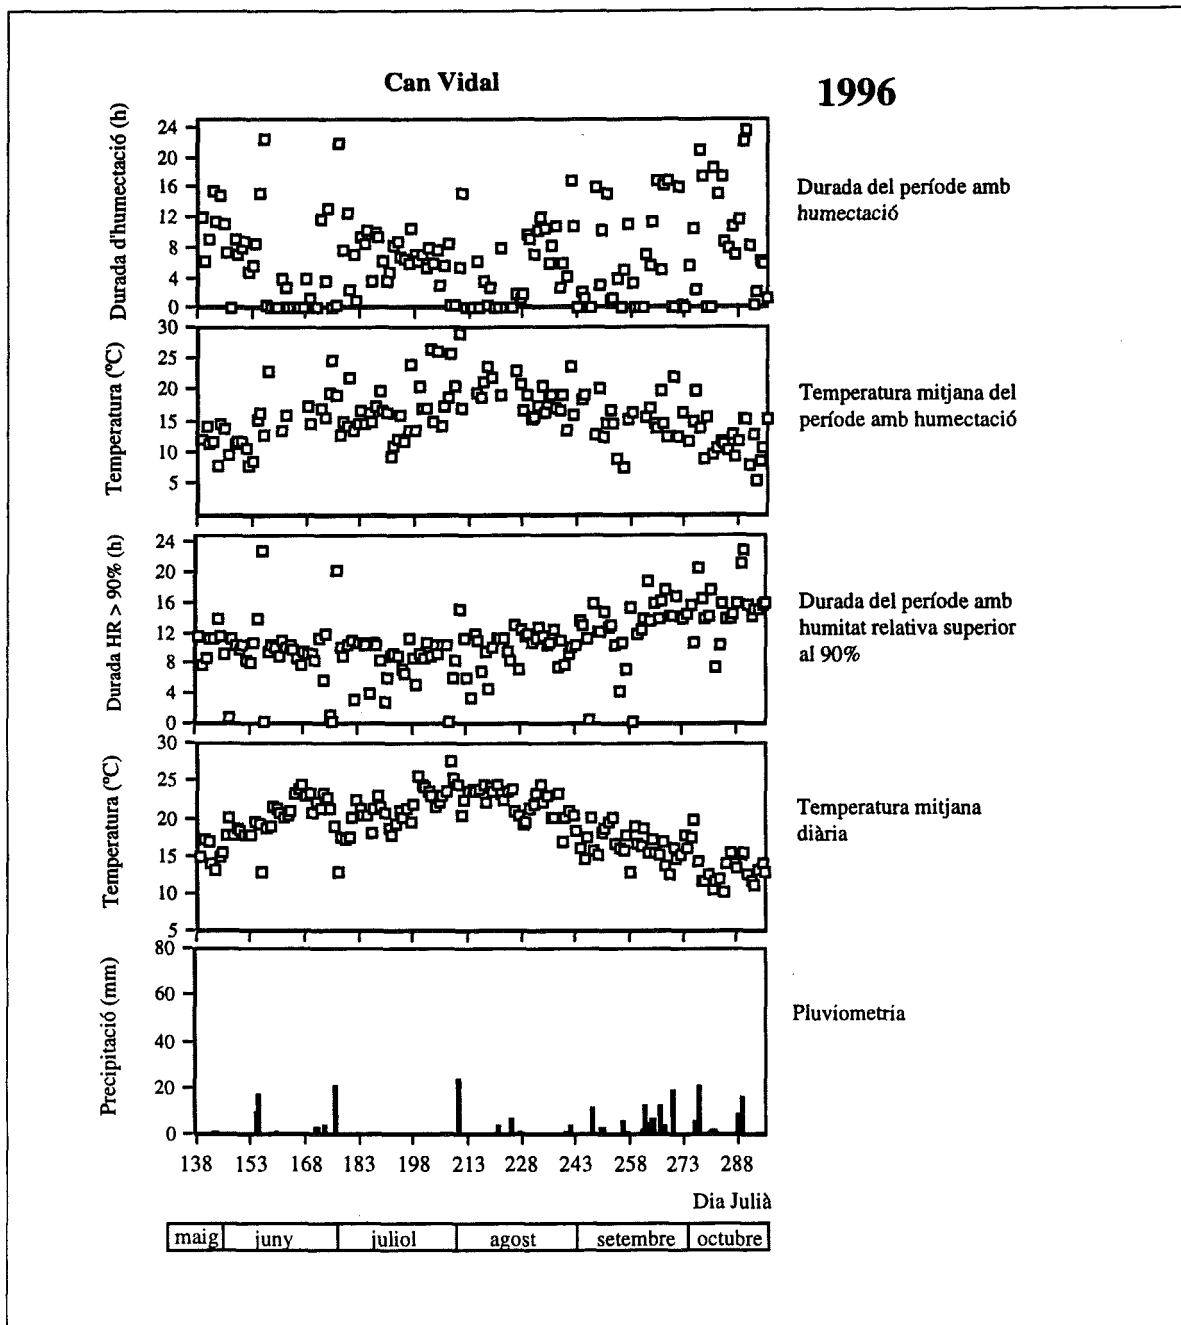 Can Vidal
1996
Durada d'humectació (h)
24
20
16
12
8
4
0
Durada del període amb
humectació
Temperatura (ºC)
30
25
20
15
10
5
Temperatura mitjana del
període amb humectació
Durada HR > 90% (h)
24
20
16
12
8
4
0
Durada del període amb
humitat relativa superior
al 90%
Temperatura (ºC)
30
25
20
15
10
5
Temperatura mitjana
diària
Precipitació (mm)
80
60
40
20
0
Pluviometria
138 153 168 183 198 213 228 243 258 273 288
Dia Julià
maig juny juliol agost setembre octubre